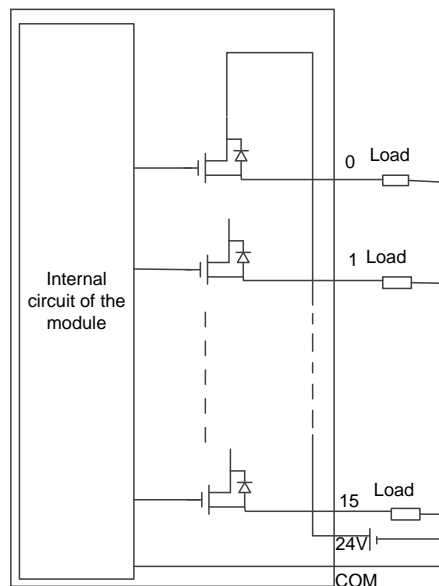 0 Load
1 Load
Internal
circuit of the
module
15 Load
24V
COM